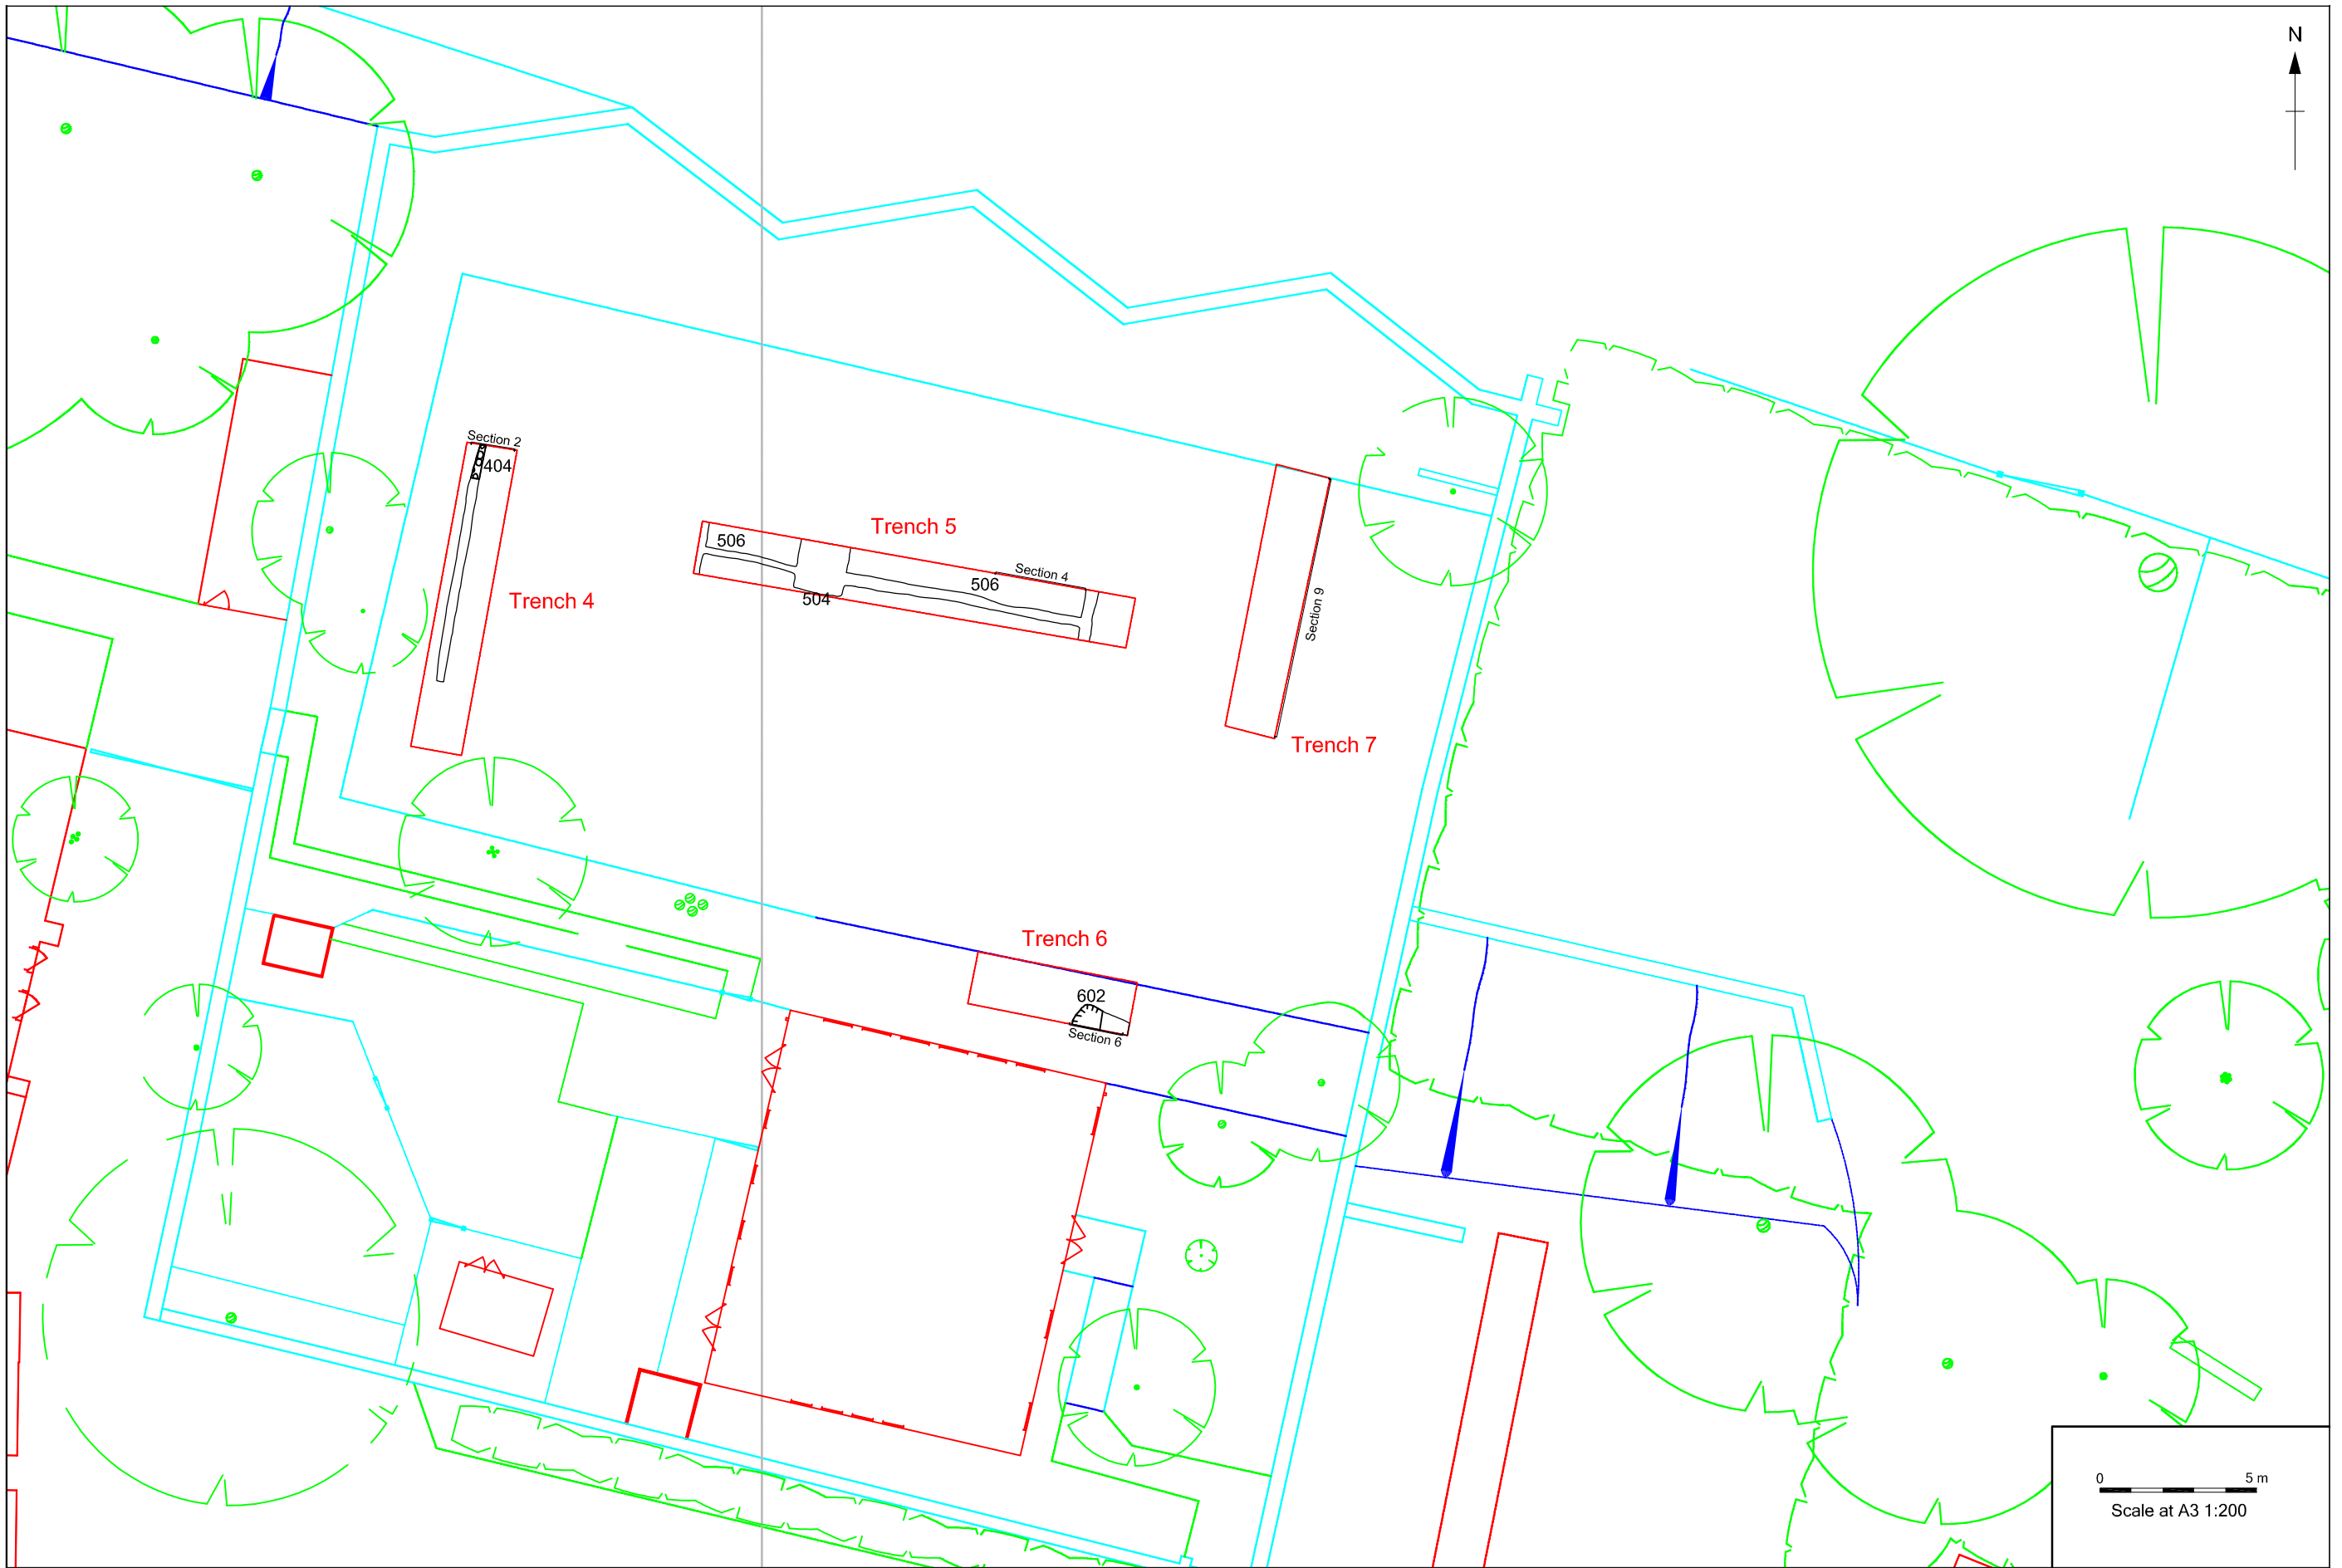 N
Section 2
404
Trench 5
506
Section 4
506
Trench 4
504
Section 9
Trench 7
Trench 6
602
Section 6
0 5 m
Scale at A3 1:200